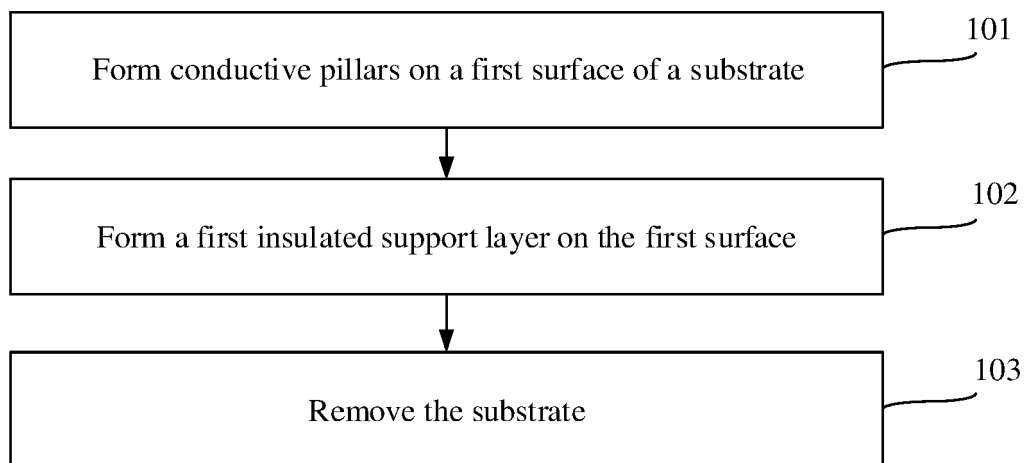 101
Form conductive pillars on a first surface of a substrate
102
Form a first insulated support layer on the first surface
103
Remove the substrate